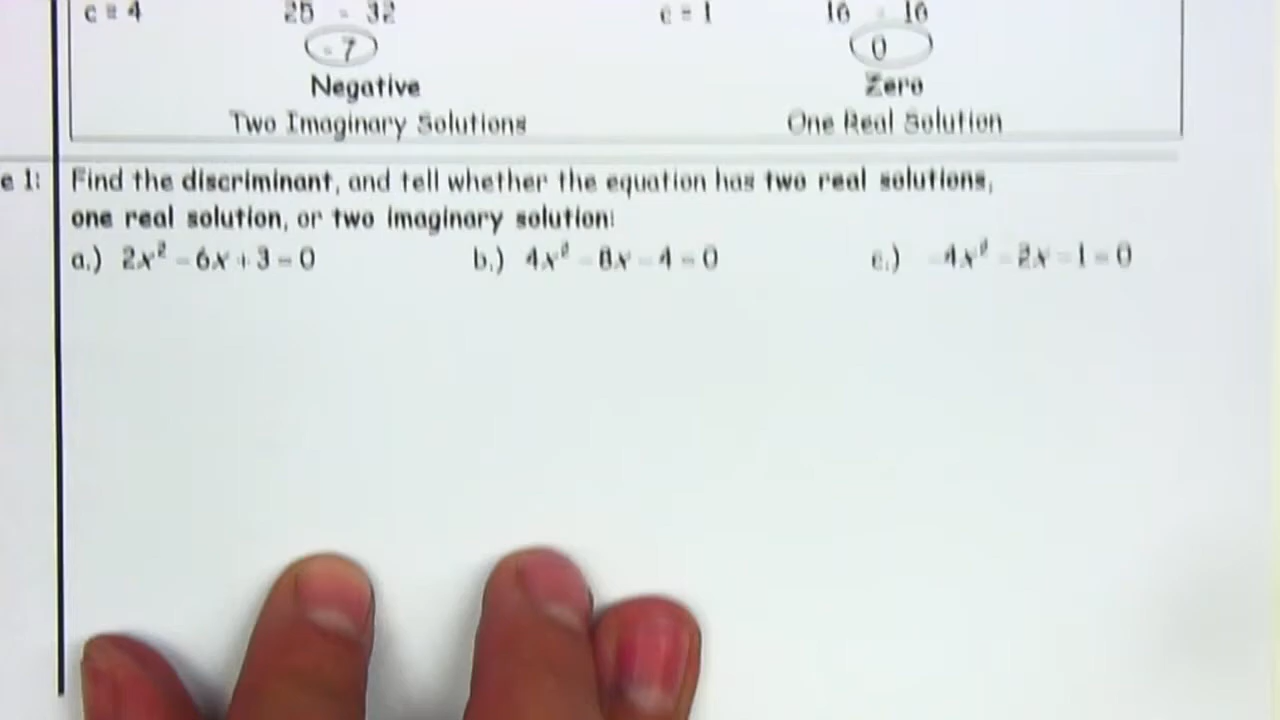 c = 4 25 - 32 c = 1 16 - 16
- 7 0
Negative Zero
Two Imaginary Solutions One Real Solution
e 1: Find the discriminant, and tell whether the equation has two real solutions,
one real solution, or two imaginary solution:
a.) 2x² - 6x + 3 = 0 b.) 4x² - 8x - 4 = 0 c.) -4x² - 2x - 1 = 0